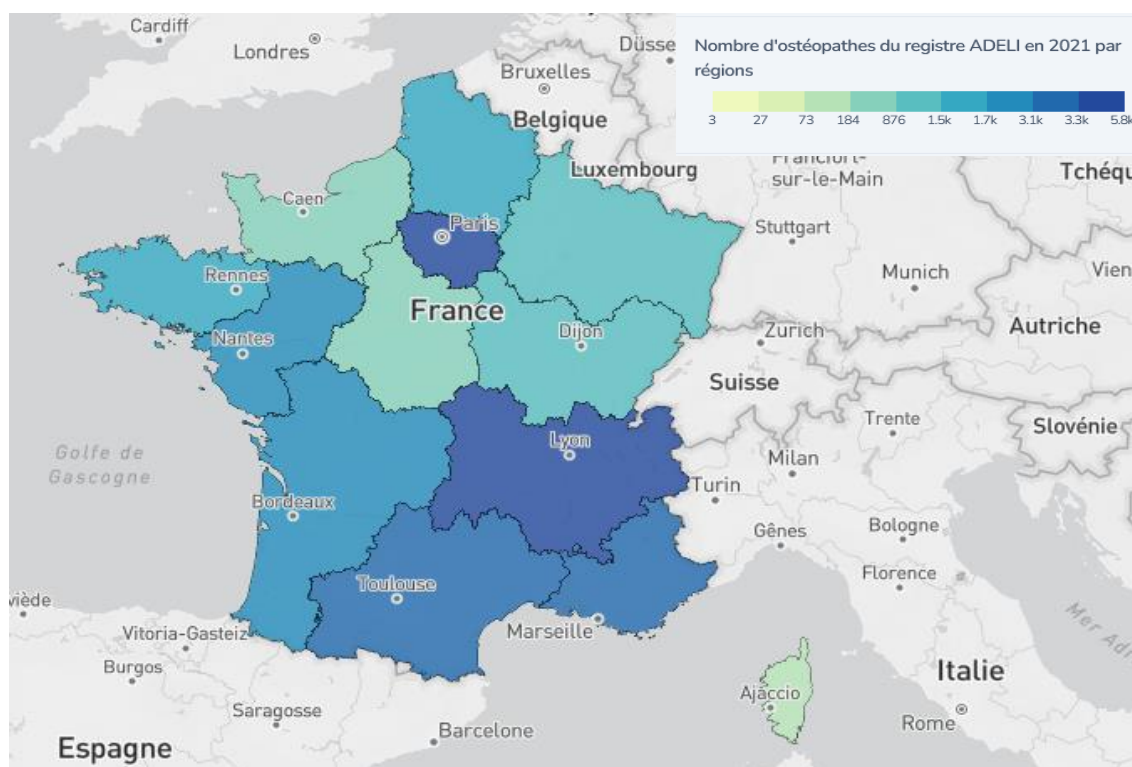 Cardiff
Londres
Düsse
Nombre d'ostéopathes du registre ADELI en 2021 par
régions
3 27 73 184 876 1.5k 1.7k 3.1k 3.3k 5.8k
Bruxelles
Belgique
Luxembourg
Francfort-
sur-le-Main
Tchéqu
Caen
Paris
Stuttgart
Rennes
Munich
Vien
France
Nantes
Dijon
Zurich
Autriche
Suisse
Trente
Slovénie
Golfe de
Gascogne
Lyon
Milan
Turin
Bordeaux
Gênes
Bologne
Florence
Toulouse
viède
Marseille
Mer Adri
Vitoria-Gasteiz
Burgos
Italie
Ajaccio
Saragosse
Barcelone
Rome
Espagne